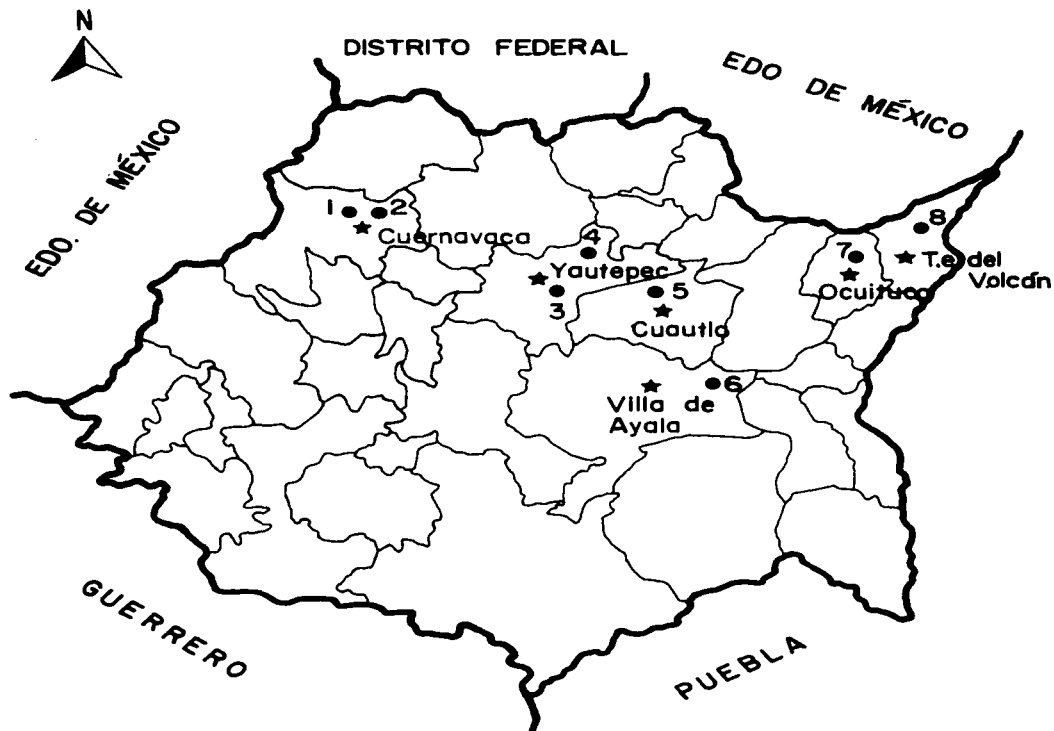 N
DISTRITO FEDERAL
EDO DE MÉXICO
EDO. DE MÉXICO
1
2
Cuernavaca
4
Yautepec
3
5
Cuautla
7
Ocuituco
8
T.e. del
Volcán
6
Villa de
Ayala
GUERRERO
PUEBLA